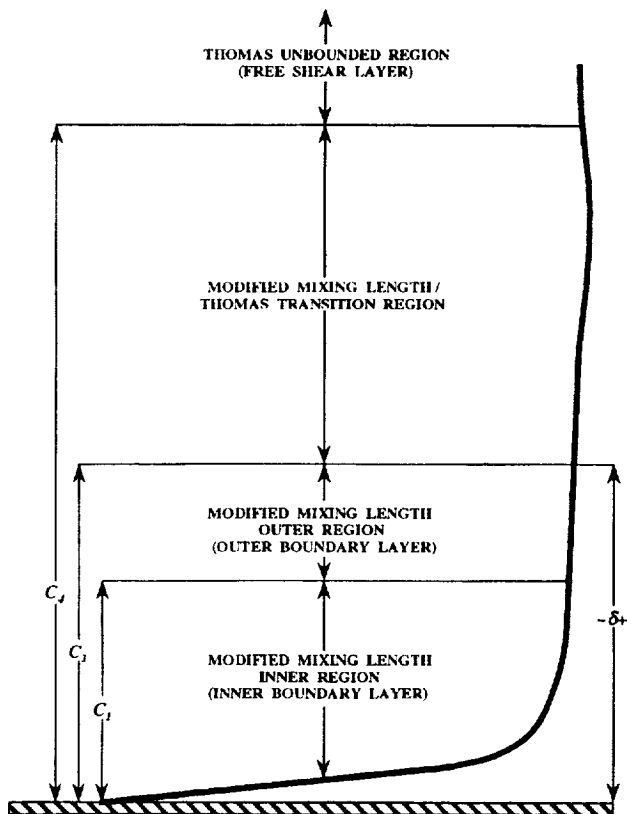 THOMAS UNBOUNDED REGION
(FREE SHEAR LAYER)
MODIFIED MIXING LENGTH/
THOMAS TRANSITION REGION
MODIFIED MIXING LENGTH
OUTER REGION
(OUTER BOUNDARY LAYER)
C4
C3
-δ+
MODIFIED MIXING LENGTH
INNER REGION
(INNER BOUNDARY LAYER)
C1